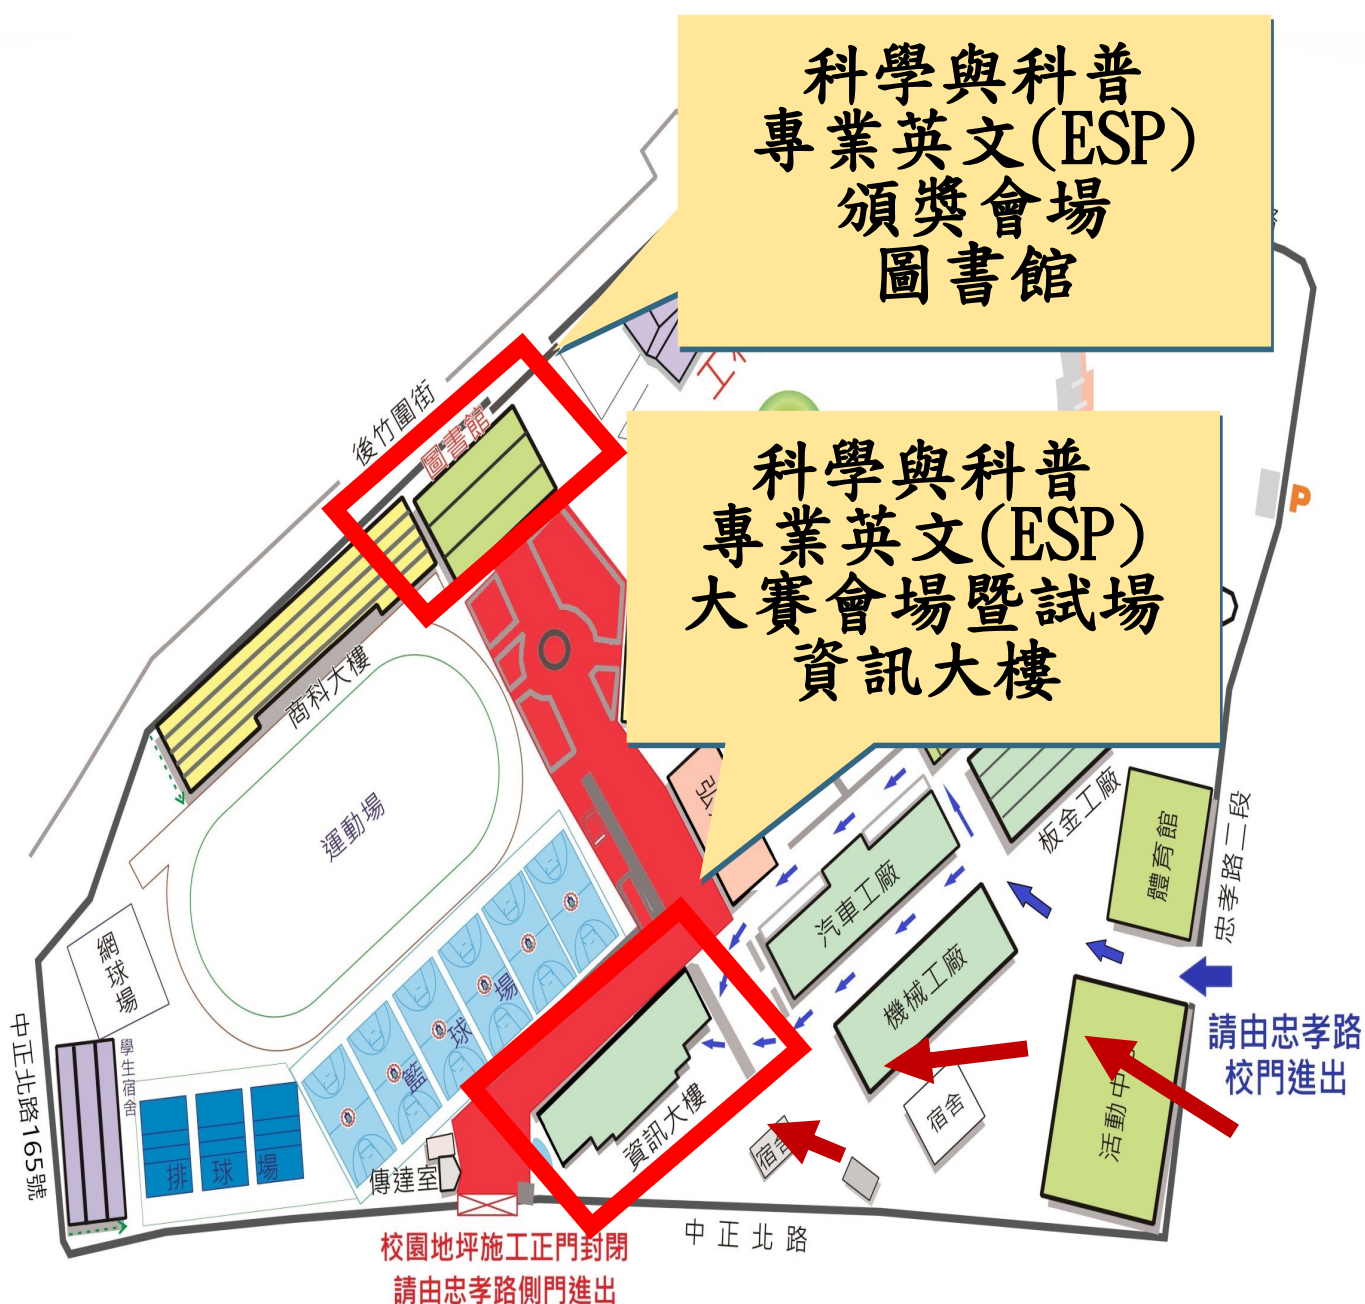 科學與科普
專業英文(ESP)
頒獎會場
圖書館
後竹圍街
圖書館
科學與科普
專業英文(ESP)
大賽會場暨試場
資訊大樓
P
商科大樓
運動場
板金工廠
體育館
忠孝路二段
汽車工廠
機械工廠
網球場
籃球場
中正北路165號
學生宿舍
排球場
傳達室
資訊大樓
宿舍
宿舍
活動中
請由忠孝路
校門進出
中正北路
校園地坪施工正門封閉
請由忠孝路側門進出